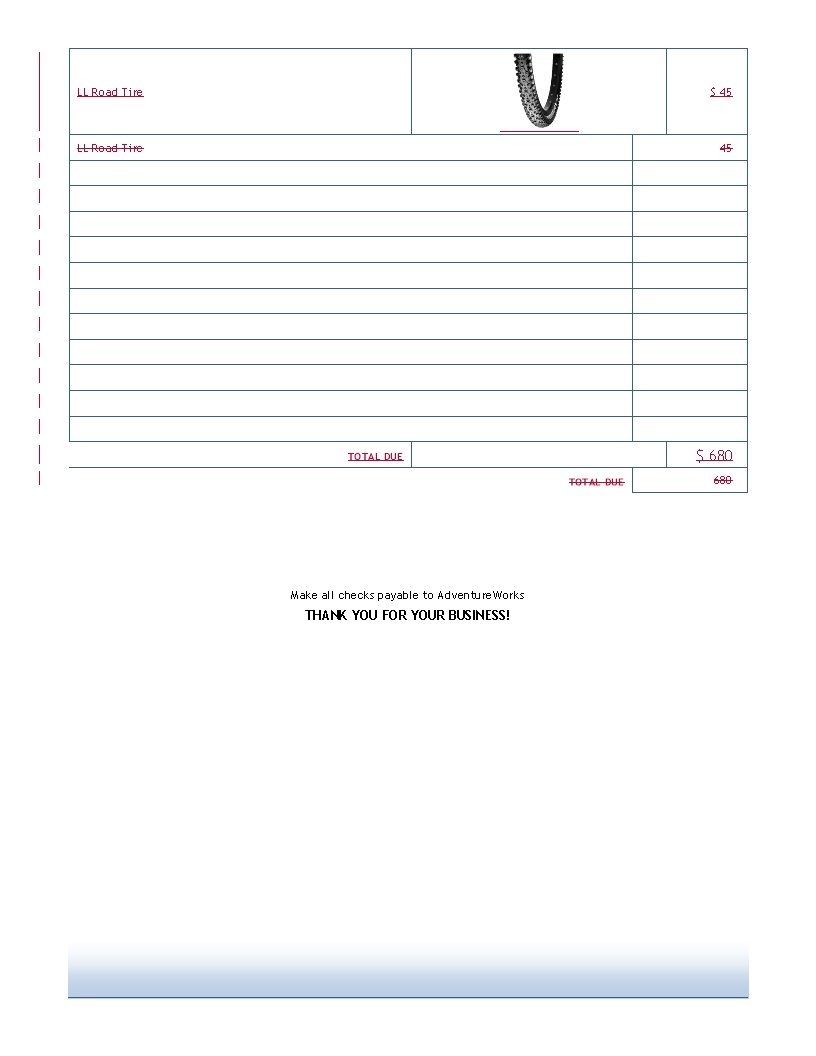 LL Road Tire $ 45
LL Road Tire 45
TOTAL DUE $ 680
TOTAL DUE 680
Make all checks payable to AdventureWorks
THANK YOU FOR YOUR BUSINESS!